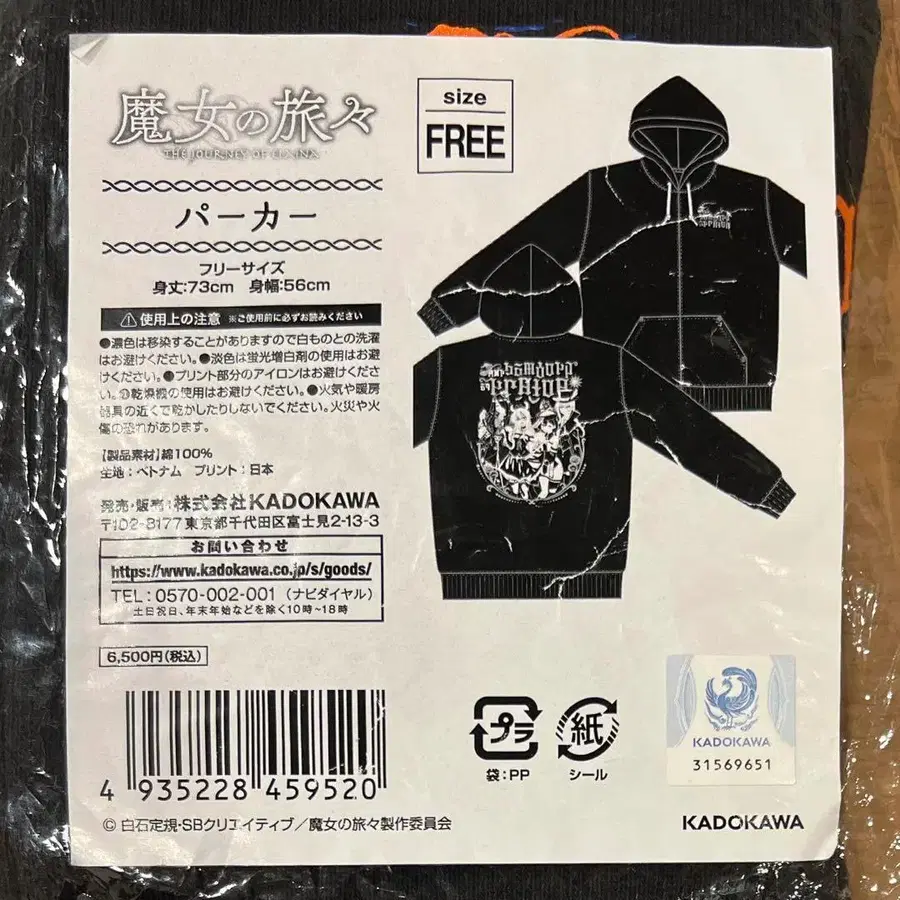 魔女の旅々
THE JOURNEY OF ELAINA
パーカー
フリーサイズ
身丈:73cm 身幅:56cm
使用上の注意 ※ご使用前に必ずお読みください
●濃色は移染することがありますので白ものとの洗濯
はお避けください。●淡色は蛍光増白剤の使用はお避
けください。●プリント部分のアイロンはお避けくだ
さい。●乾燥機の使用はお避けください。●火気や暖房
器具の近くで乾かしたりしないでください。火災や火
傷の恐れがあります。
【製品素材】綿100%
生地:ベトナム プリント:日本
発売・販売:株式会社KADOKAWA
〒102-8177 東京都千代田区富士見2-13-3
お問い合わせ
https://www.kadokawa.co.jp/s/goods/
TEL:0570-002-001(ナビダイヤル)
土日祝日、年末年始などを除く10時~18時
6,500円(税込)
4 935228 459520
© 白石定規・SBクリエイティブ/魔女の旅々製作委員会
size
FREE
プラ
袋:PP
紙
シール
KADOKAWA
31569651
KADOKAWA